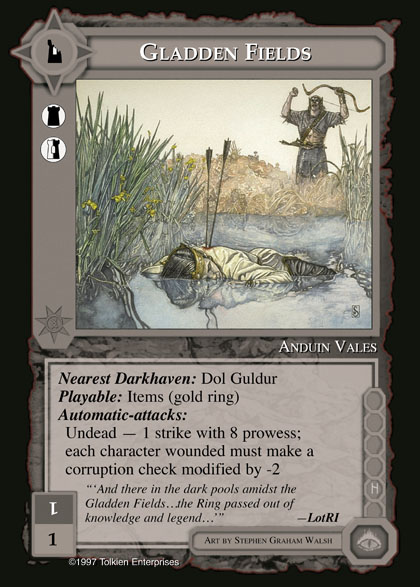 Gladden Fields
Anduin Vales
Nearest Darkhaven: Dol Guldur
Playable: Items (gold ring)
Automatic-attacks:
Undead — 1 strike with 8 prowess;
each character wounded must make a
corruption check modified by -2
“‘And there in the dark pools amidst the
Gladden Fields…the Ring passed out of
knowledge and legend…’”
—LotRI
H
1
1
Art by Stephen Graham Walsh
©1997 Tolkien Enterprises